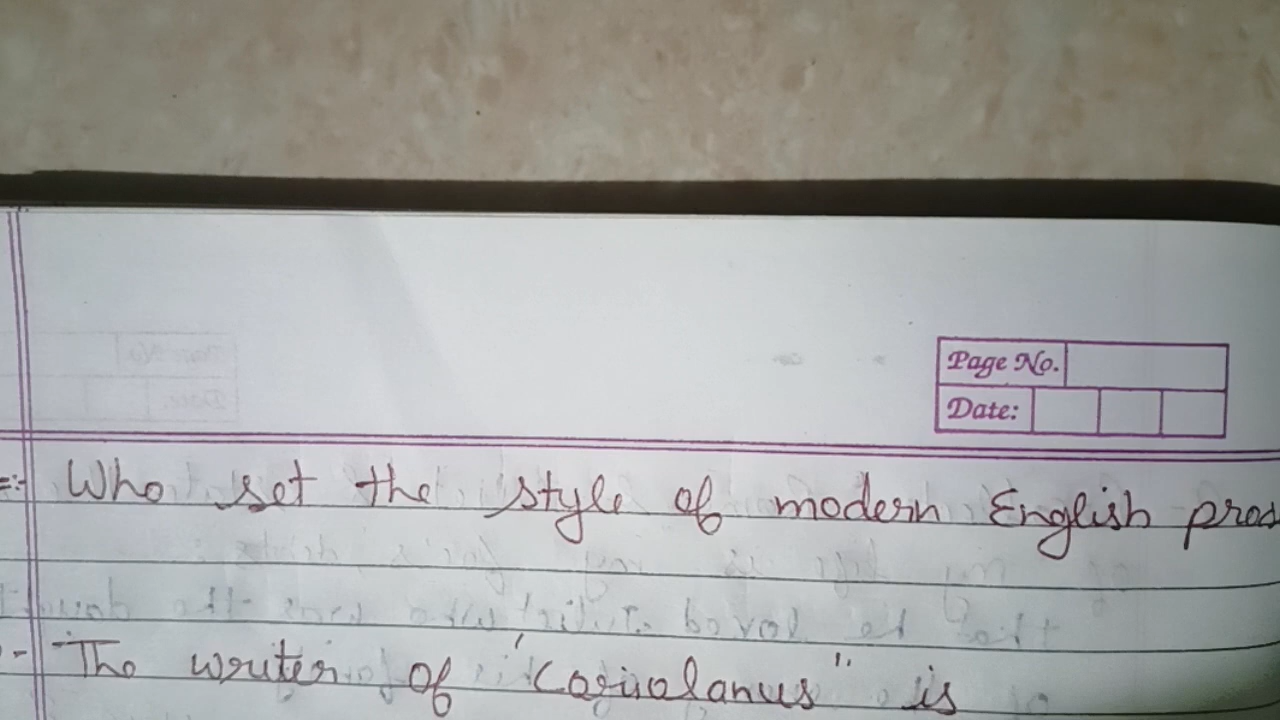 Page No.
Date:
Who set the style of modern English pros
The writer of "Coriolanus" is